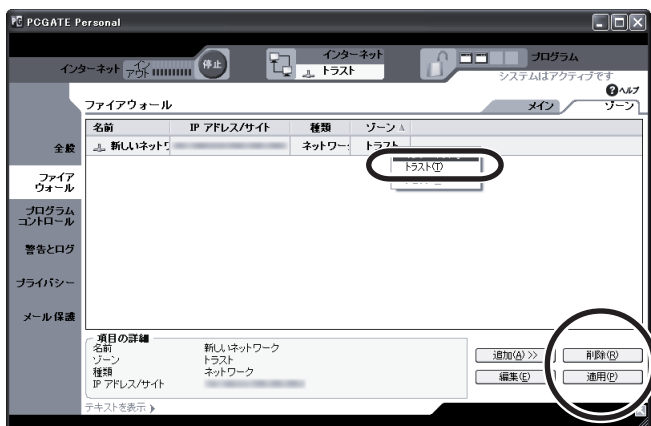 PCGATE Personal
インターネット イン アウト 停止 インターネット トラスト プログラム
システムはアクティブです
ヘルプ
ファイアウォール メイン ゾーン
名前 IP アドレス/サイト 種類 ゾーン
新しいネットワ ネットワー トラスト
トラスト(T)
全般
ファイア
ウォール
プログラム
コントロール
警告とログ
プライバシー
メール保護
項目の詳細
名前 新しいネットワーク
ゾーン トラスト
種類 ネットワーク
IP アドレス/サイト
追加(A) >> 削除(R)
編集(E) 適用(P)
テキストを表示